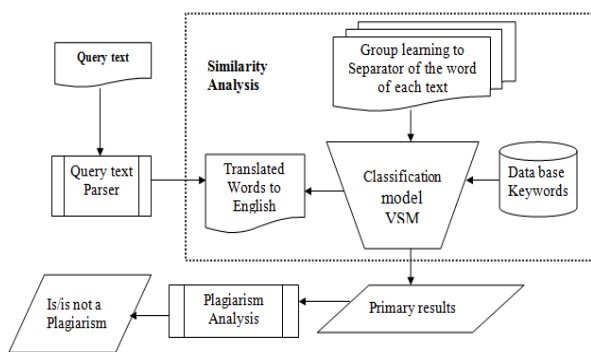 Query text
Similarity
Analysis
Group learning to
Separator of the word
of each text
Query text
Parser
Translated
Words to
English
Classification
model
VSM
Data base
Keywords
Is/is not a
Plagiarism
Plagiarism
Analysis
Primary results